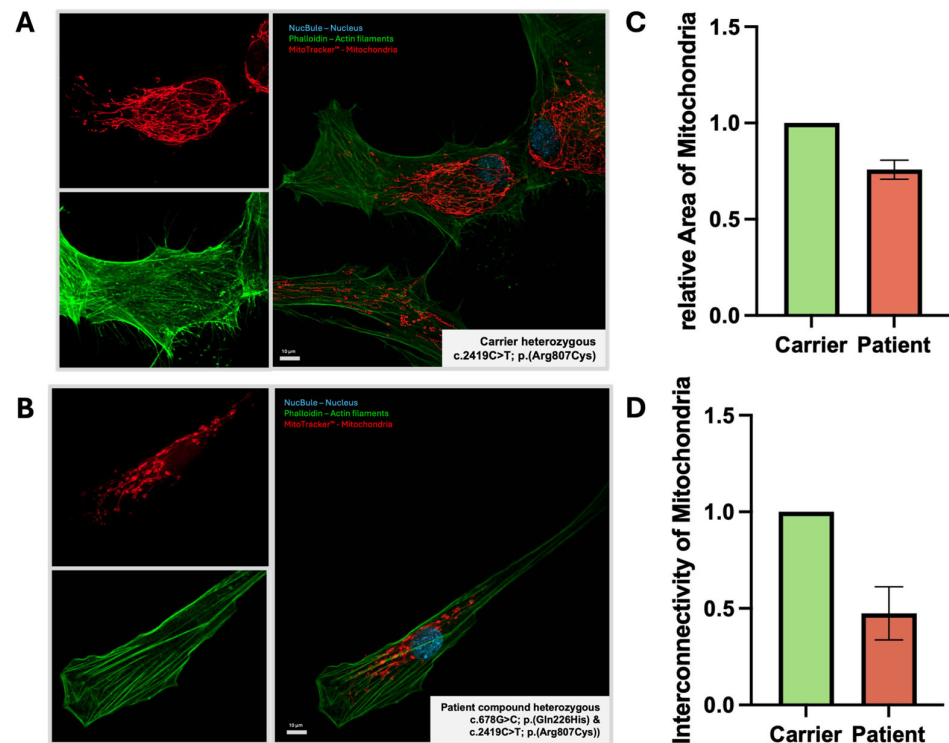 A
NucBule – Nucleus
Phalloidin – Actin filaments
MitoTracker™ - Mitochondria
10 μm
Carrier heterozygous
c.2419C>T; p.(Arg807Cys)
B
NucBule – Nucleus
Phalloidin – Actin filaments
MitoTracker™ - Mitochondria
10 μm
Patient compound heterozygous
c.678G>C; p.(Gln226His) &
c.2419C>T; p.(Arg807Cys))
C
relative Area of Mitochondria
1.5
1.0
0.5
0.0
Carrier Patient
D
Interconnectivity of Mitochondria
1.5
1.0
0.5
0.0
Carrier Patient